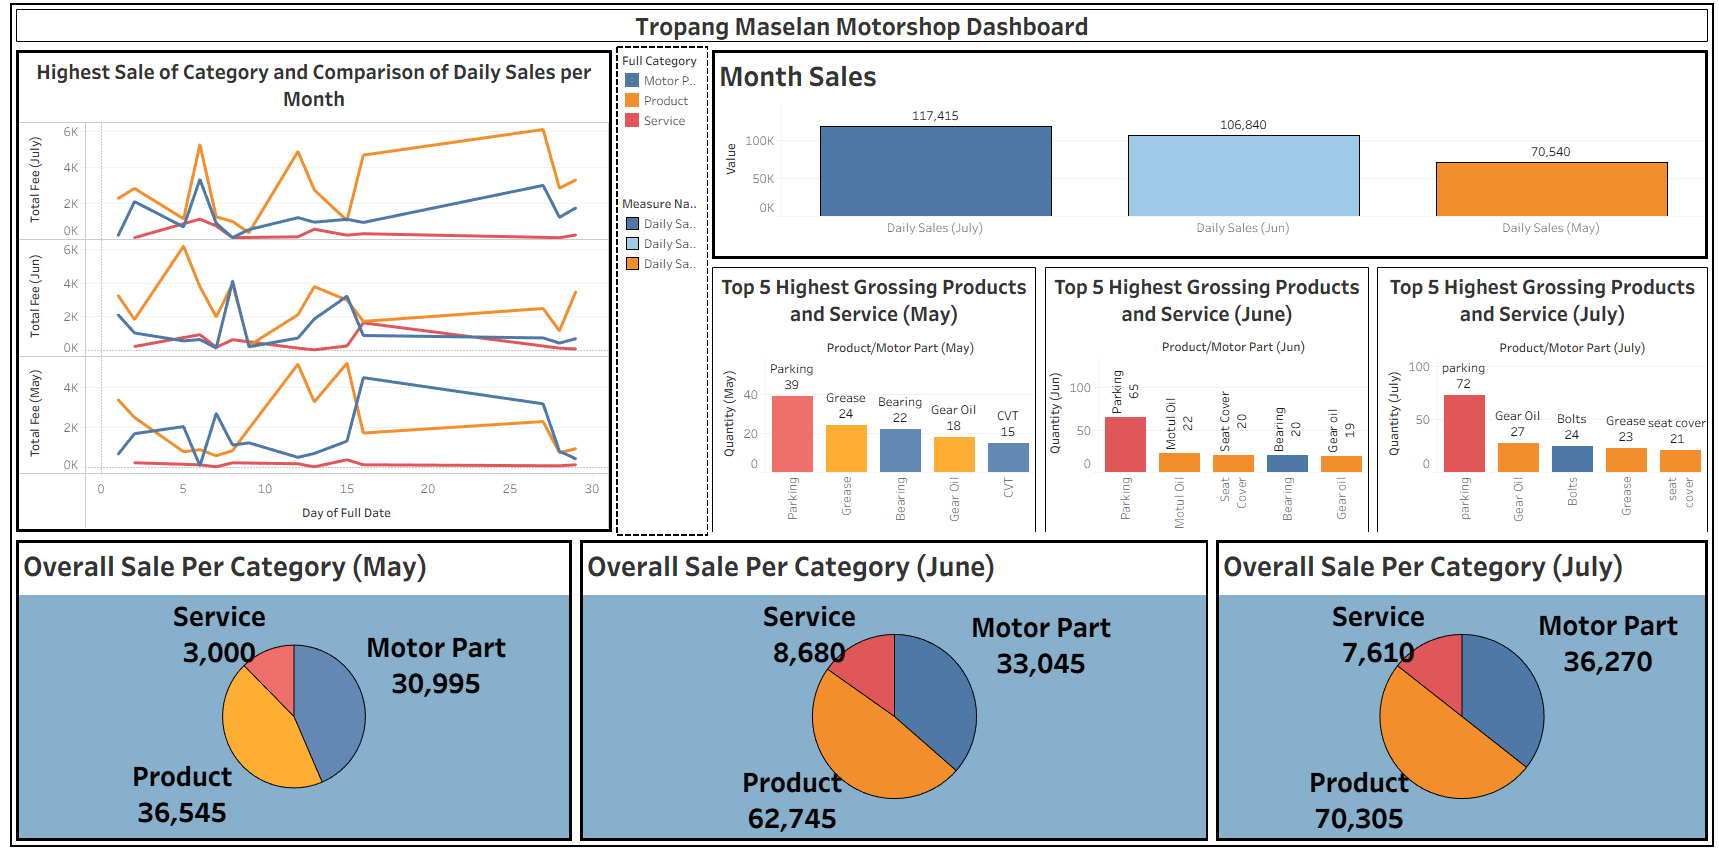 Tropang Maselan Motorshop Dashboard
Highest Sale of Category and Comparison of Daily Sales per
Month
Total Fee (July)
6K
4K
2K
0K
Total Fee (Jun)
6K
4K
2K
0K
Total Fee (May)
4K
2K
0K
0
5
10
15
20
25
30
Day of Full Date
Full Category
Motor P..
Product
Service
Measure Na..
Daily Sa..
Daily Sa..
Daily Sa..
Month Sales
Value
100K
50K
0K
117,415
106,840
70,540
Daily Sales (July)
Daily Sales (Jun)
Daily Sales (May)
Top 5 Highest Grossing Products
and Service (May)
Product/Motor Part (May)
Quantity (May)
40
20
0
Parking
39
Grease
24
Bearing
22
Gear Oil
18
CVT
15
Parking
Grease
Bearing
Gear Oil
CVT
Top 5 Highest Grossing Products
and Service (June)
Product/Motor Part (Jun)
Quantity (Jun)
100
50
0
Parking
65
Motul Oil
22
Seat Cover
20
Bearing
20
Gear oil
19
Parking
Motul Oil
Seat
Cover
Bearing
Gear oil
Top 5 Highest Grossing Products
and Service (July)
Product/Motor Part (July)
Quantity (July)
100
50
0
parking
72
Gear Oil
27
Bolts
24
Grease
23
seat cover
21
parking
Gear Oil
Bolts
Grease
seat
cover
Overall Sale Per Category (May)
Service
3,000
Motor Part
30,995
Product
36,545
Overall Sale Per Category (June)
Service
8,680
Motor Part
33,045
Product
62,745
Overall Sale Per Category (July)
Service
7,610
Motor Part
36,270
Product
70,305